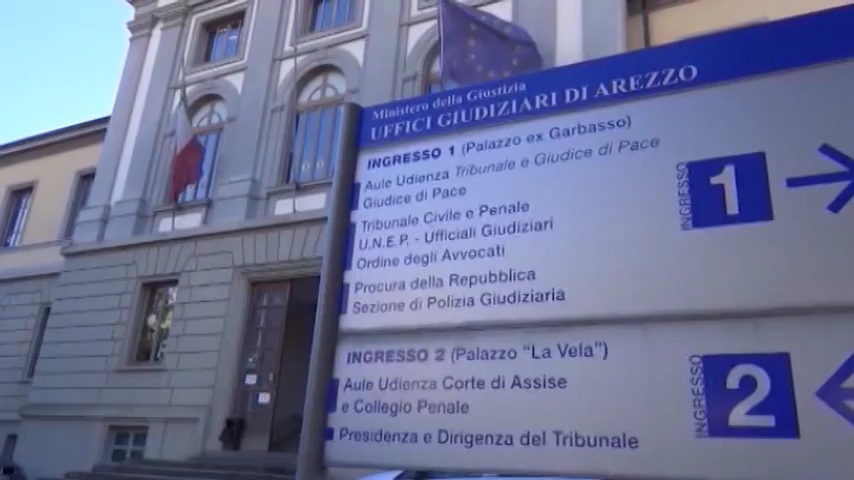 Ministero della Giustizia
UFFICI GIUDIZIARI DI AREZZO
INGRESSO 1 (Palazzo ex Garbasso)
Aule Udienza Tribunale e Giudice di Pace
Giudice di Pace
Tribunale Civile e Penale
U.N.E.P. - Ufficiali Giudiziari
Ordine degli Avvocati
Procura della Repubblica
Sezione di Polizia Giudiziaria
INGRESSO 1
INGRESSO 2 (Palazzo "La Vela")
Aule Udienza Corte di Assise
e Collegio Penale
Presidenza e Dirigenza del Tribunale
INGRESSO 2